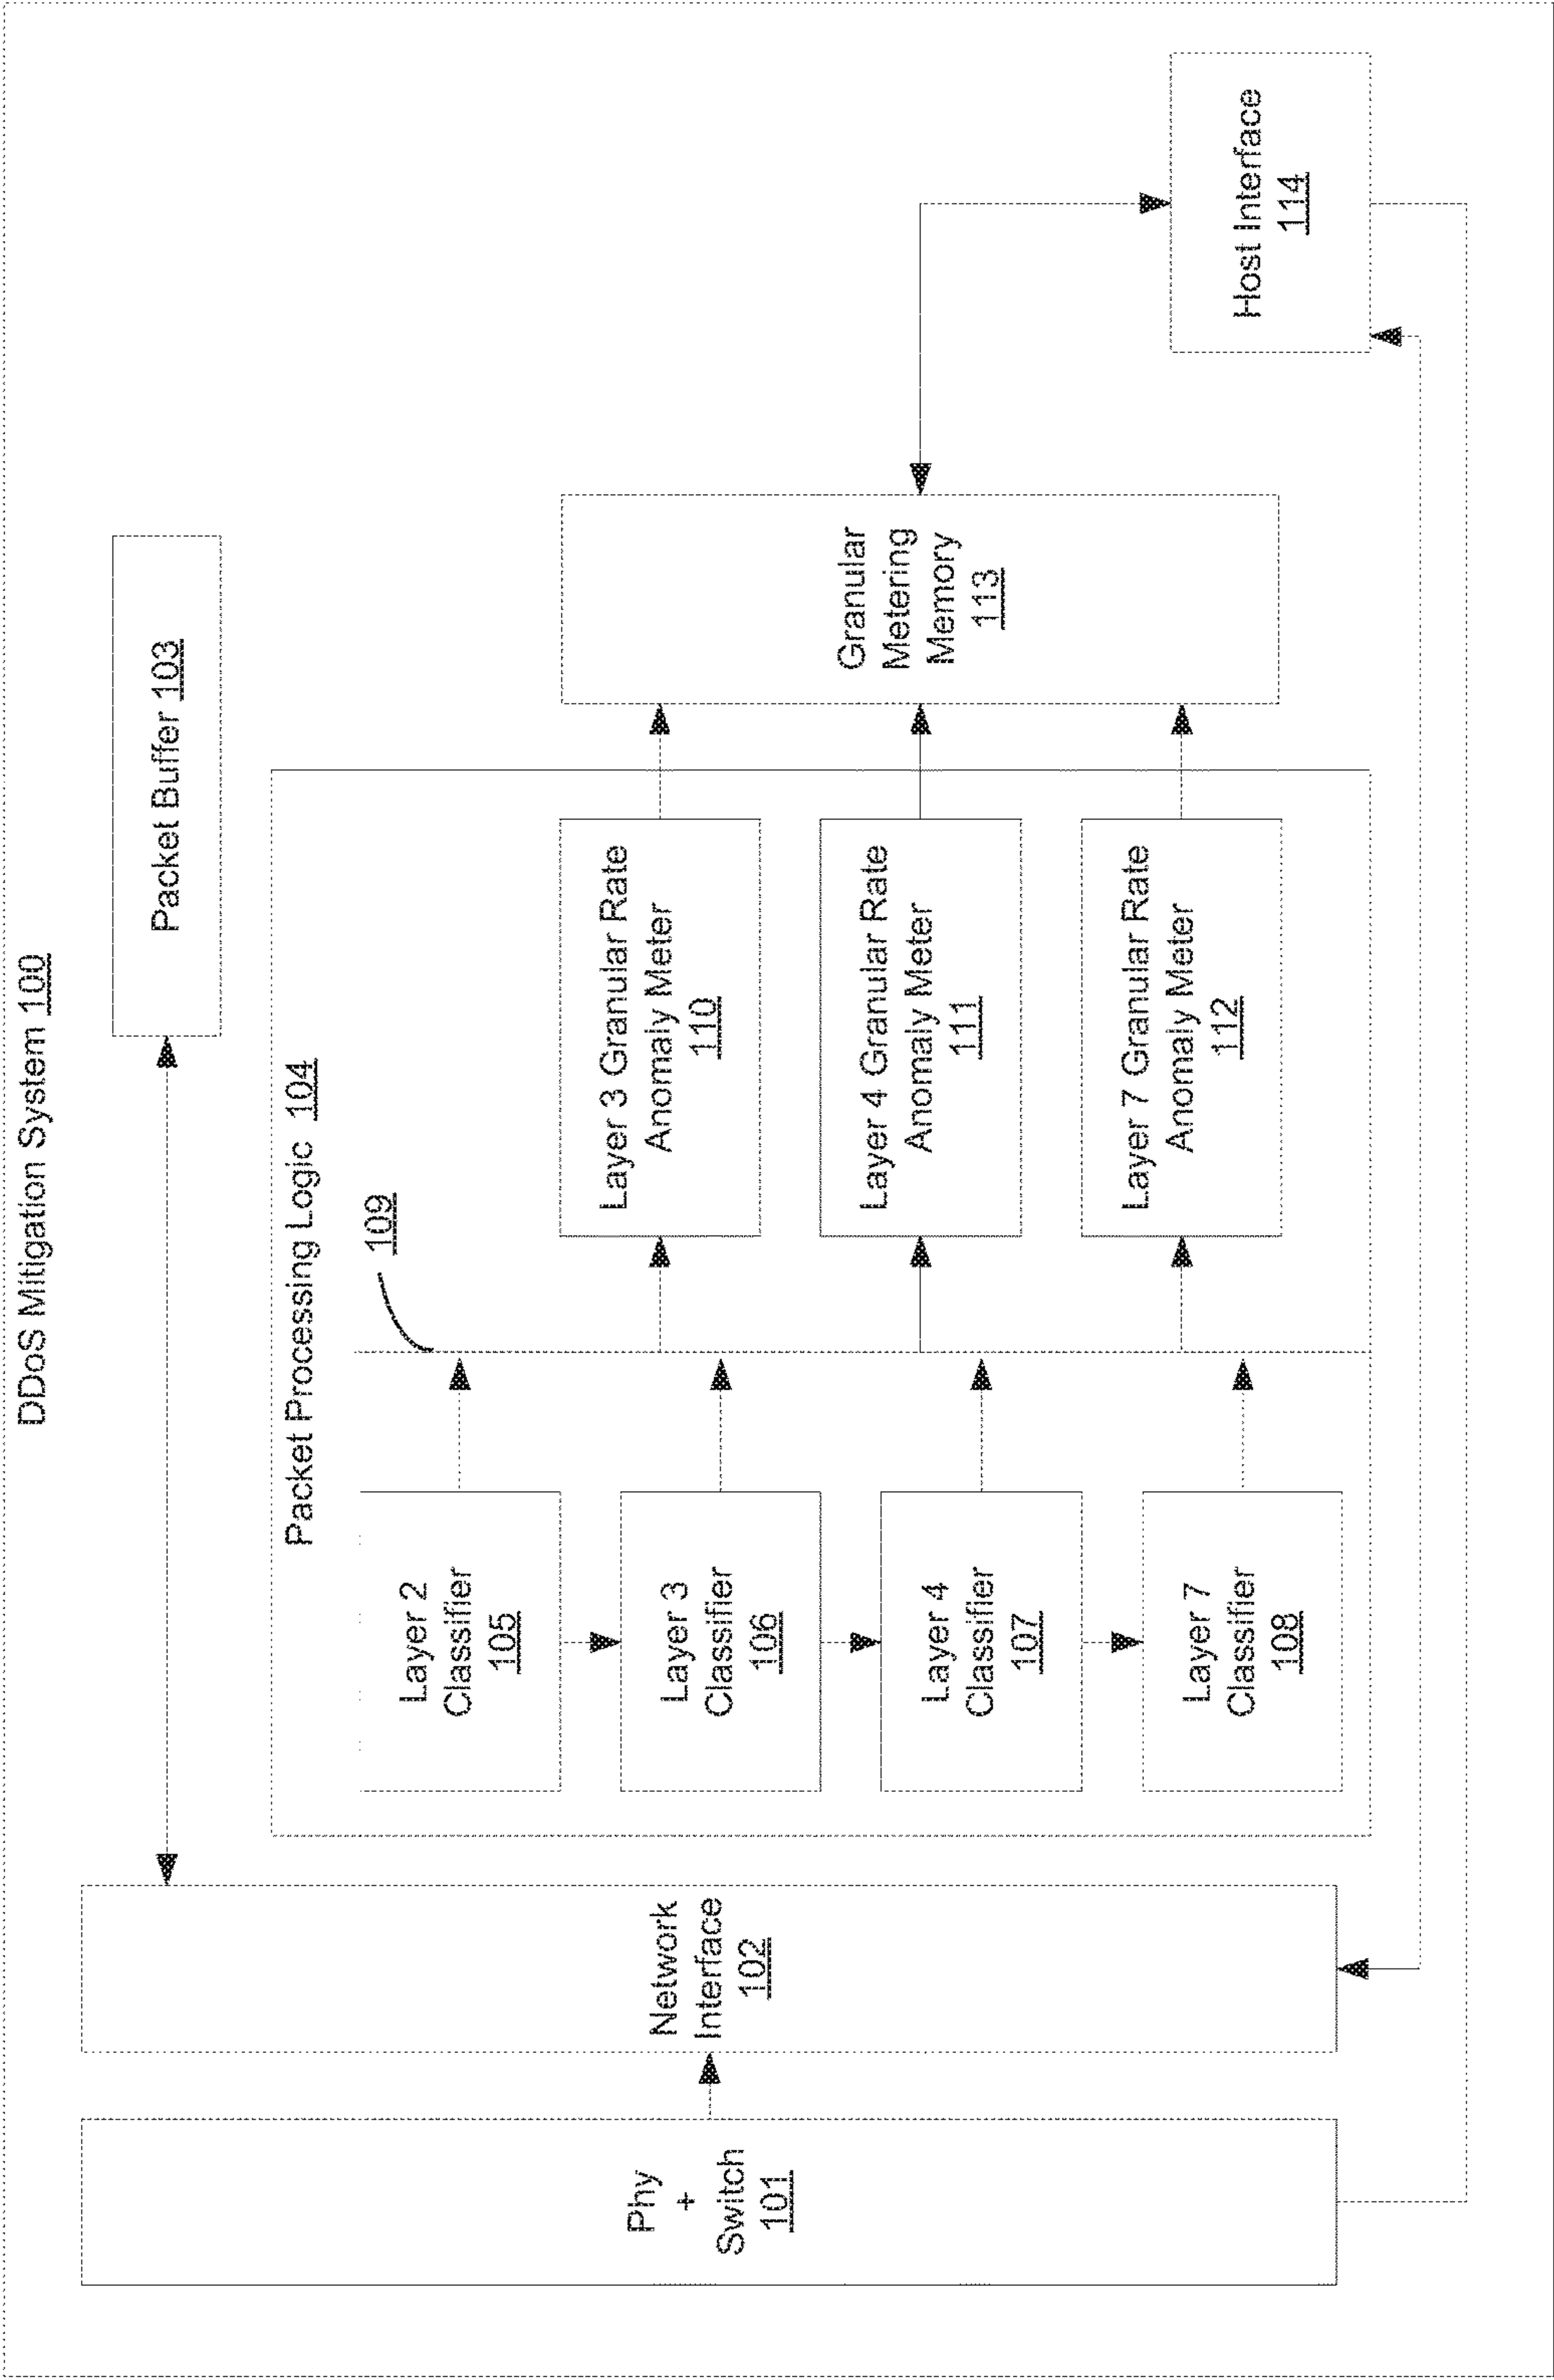 DDoS Mitigation System 100
Packet Buffer 103
Packet Processing Logic 104
109
Phy
+
Switch
101
Network
Interface
102
Layer 2
Classifier
105
Layer 3
Classifier
106
Layer 4
Classifier
107
Layer 7
Classifier
108
Layer 3 Granular Rate
Anomaly Meter
110
Layer 4 Granular Rate
Anomaly Meter
111
Layer 7 Granular Rate
Anomaly Meter
112
Granular
Metering
Memory
113
Host Interface
114